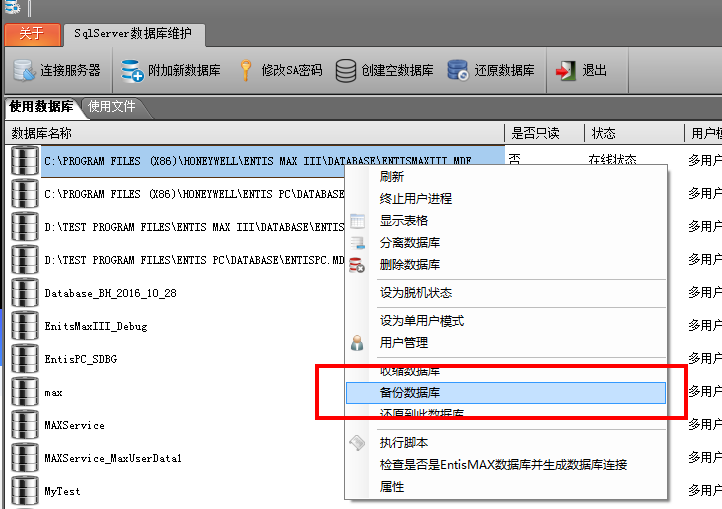 关于 SqlServer数据库维护
连接服务器 附加新数据库 修改SA密码 创建空数据库 还原数据库 退出
使用数据库 使用文件
数据库名称 是否只读 状态 用户模
C:\PROGRAM FILES (X86)\HONEYWELL\ENTIS MAX III\DATABASE\ENTISMAXIII.MDF 否 在线状态 多用户
C:\PROGRAM FILES (X86)\HONEYWELL\ENTIS PC\DATABASE 多用户
D:\TEST PROGRAM FILES\ENTIS MAX III\DATABASE\ENTIS 多用户
D:\TEST PROGRAM FILES\ENTIS PC\DATABASE\ENTISPC.MD 多用户
Database_BH_2016_10_28 多用户
EnitsMaxIII_Debug 多用户
EntisPC_SDBG 多用户
max 多用户
MAXService 多用户
MAXService_MaxUserData1 多用户
MyTest 多用户
刷新
终止用户进程
显示表格
分离数据库
删除数据库
设为脱机状态
设为单用户模式
用户管理
收缩数据库
备份数据库
还原到此数据库
执行脚本
检查是否是EntisMAX数据库并生成数据库连接
属性